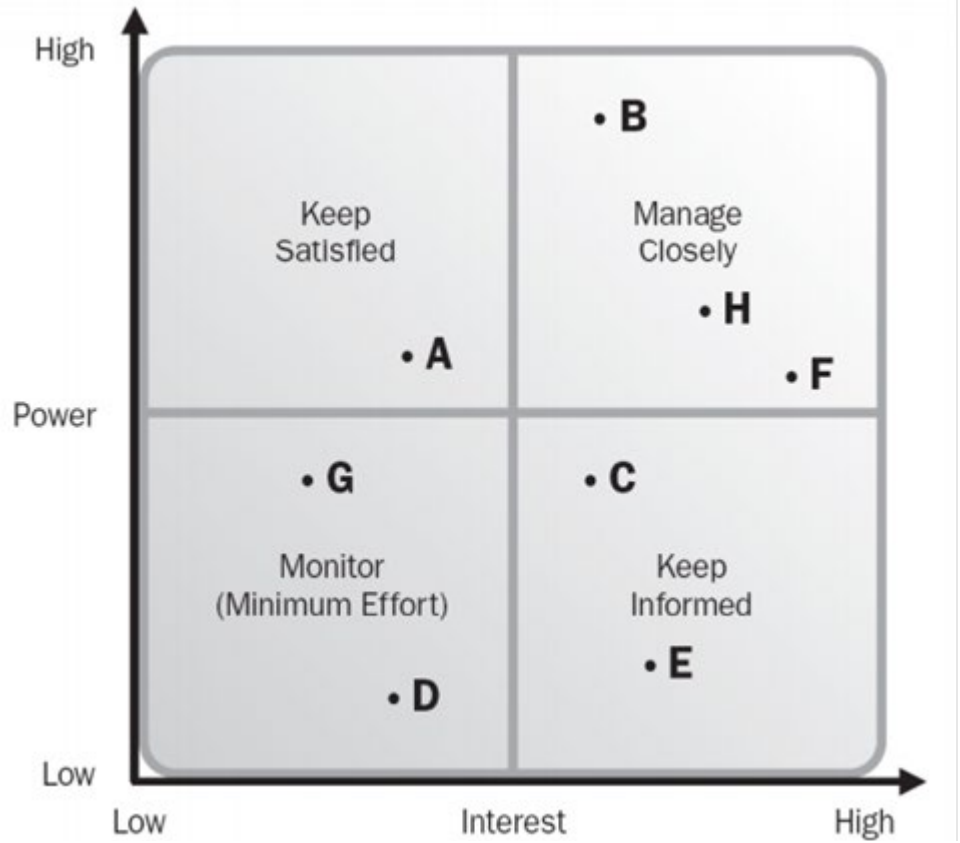 High
B
Keep
Satisfied
Manage
Closely
H
A
F
Power
G
C
Monitor
(Minimum Effort)
Keep
Informed
E
D
Low
Low
Interest
High